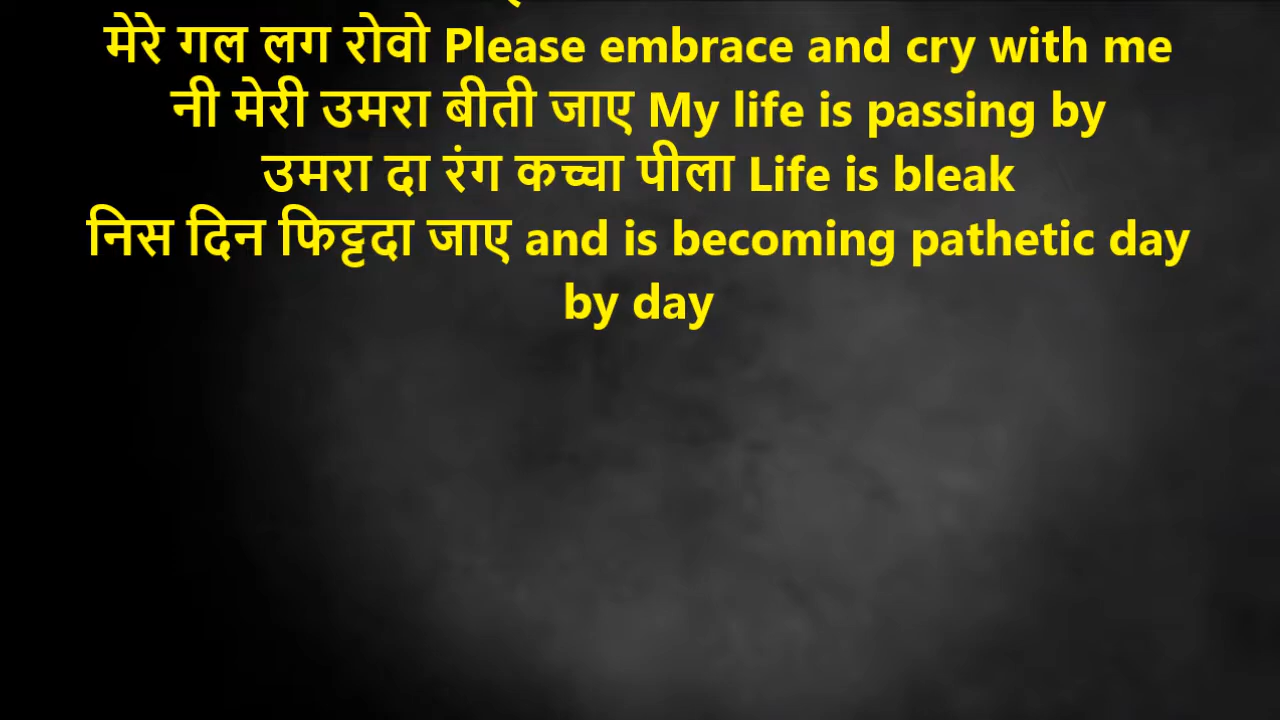 मेरे गल लग रोवो Please embrace and cry with me
नी मेरी उमरा बीती जाए My life is passing by
उमरा दा रंग कच्चा पीला Life is bleak
निस दिन फिट्टदा जाए and is becoming pathetic day
by day